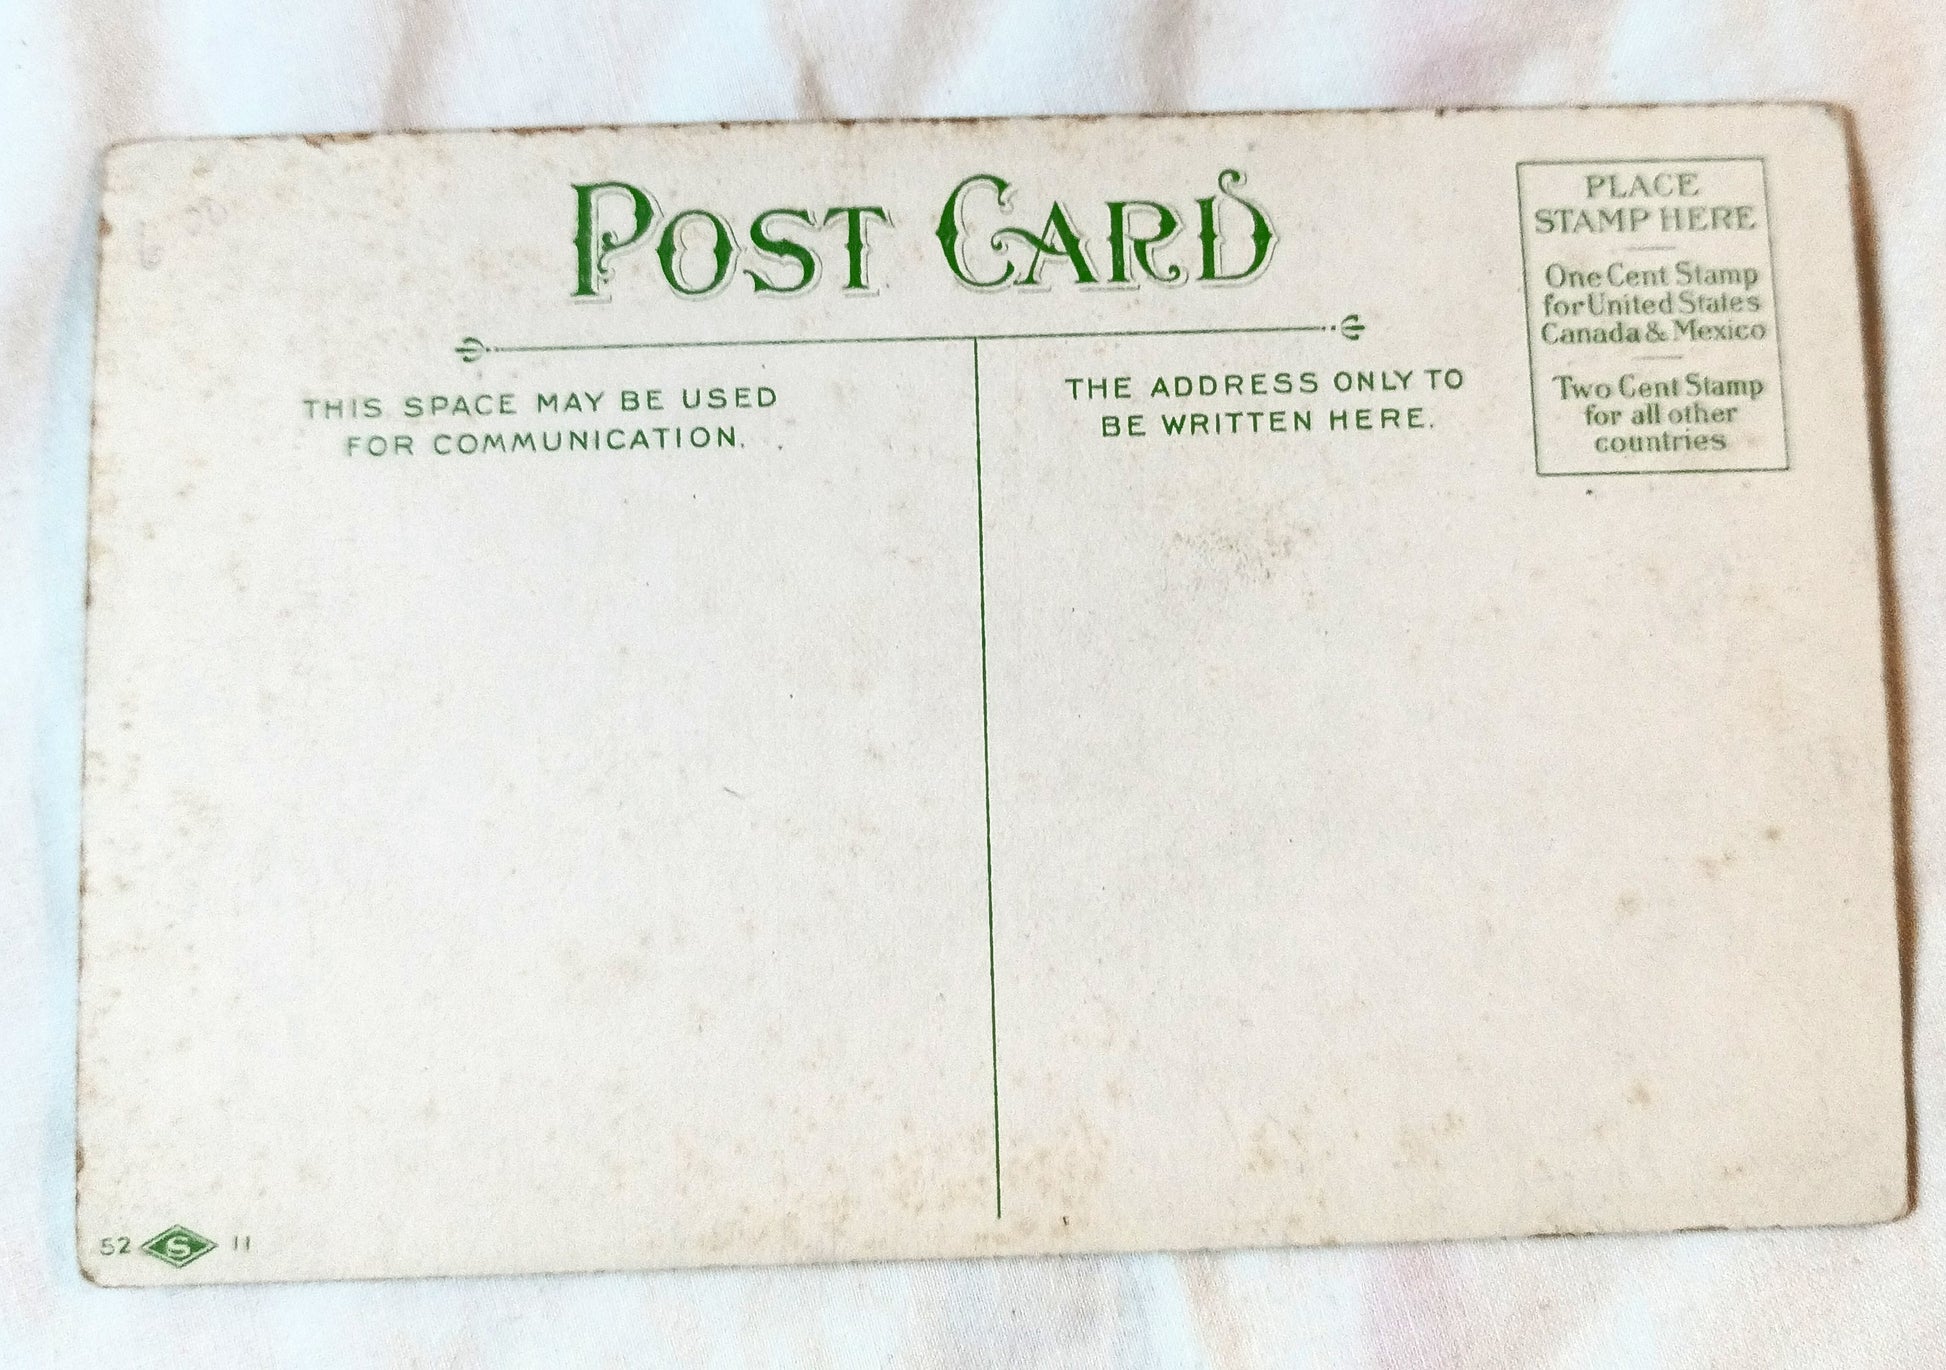 POST CARD
THIS SPACE MAY BE USED
FOR COMMUNICATION.
THE ADDRESS ONLY TO
BE WRITTEN HERE.
PLACE
STAMP HERE
One Cent Stamp
for United States
Canada & Mexico
Two Cent Stamp
for all other
countries
52 S 11